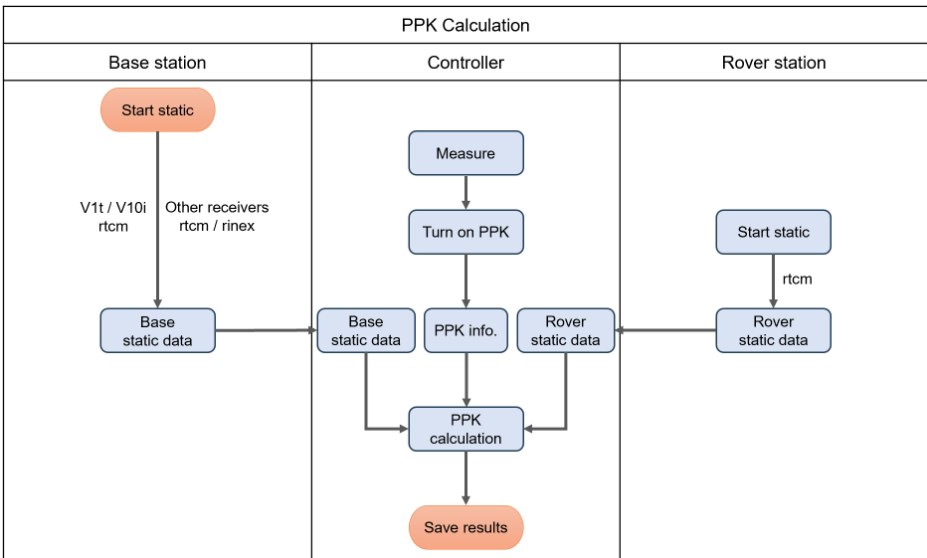 PPK Calculation
Base station
Controller
Rover station
Start static
V1t / V10i
rtcm
Other receivers
rtcm / rinex
Base
static data
Measure
Turn on PPK
Base
static data
PPK info.
Rover
static data
PPK
calculation
Save results
Start static
rtcm
Rover
static data